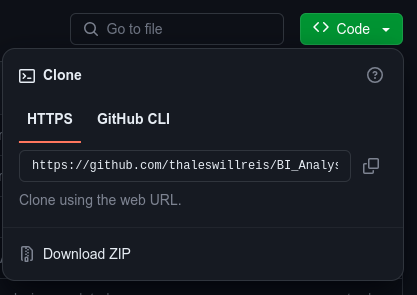 Go to file
Code
Clone
HTTPS GitHub CLI
https://github.com/thaleswillreis/BI_Analys
Clone using the web URL.
Download ZIP